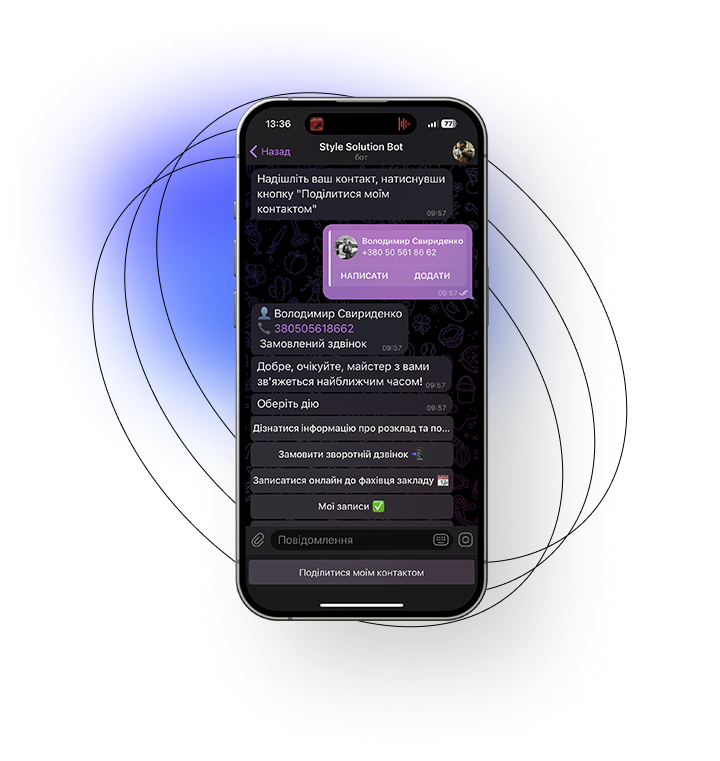 13:36
77
Назад
Style Solution Bot
бот
Надішліть ваш контакт, натиснувши
кнопку "Поділитися моїм
контактом"
09:57
Володимир Свириденко
+380 50 561 86 62
НАПИСАТИ ДОДАТИ
09:57
👤 Володимир Свириденко
📞 380505618662
Замовлений здвінок
09:57
Добре, очікуйте, майстер з вами
зв'яжеться найближчим часом!
09:57
Оберіть дію
09:57
Дізнатися інформацію про розклад та по...
Замовити зворотній дзвінок 📲
Записатися онлайн до фахівця закладу 📆
Мої записи ✅
Повідомлення
Поділитися моїм контактом